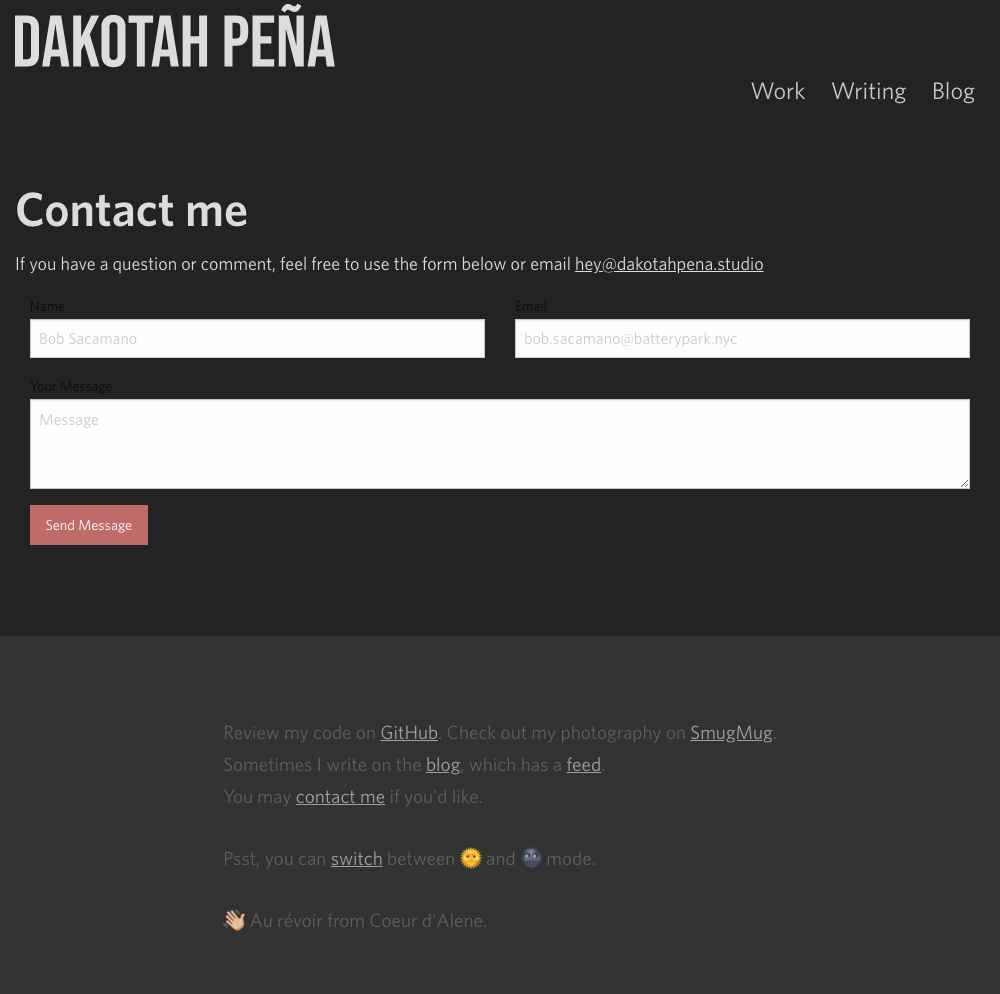 DAKOTAH PEÑA
Work Writing Blog
Contact me
If you have a question or comment, feel free to use the form below or email hey@dakotahpena.studio
Name Email
Bob Sacamano bob.sacamano@batterypark.nyc
Your Message
Message
Send Message
Review my code on GitHub. Check out my photography on SmugMug.
Sometimes I write on the blog, which has a feed.
You may contact me if you'd like.
Psst, you can switch between 🌞 and 🌚 mode.
👋🏼 Au révoir from Coeur d'Alene.